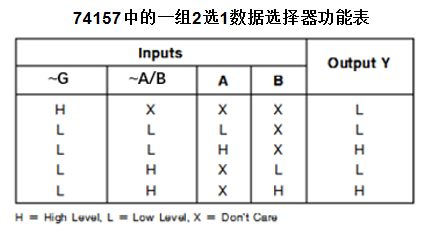 74157中的一组2选1数据选择器功能表
Inputs Output Y
~G ~A/B A B
H X X X L
L L L X L
L L H X H
L H X L L
L H X H H
H = High Level, L = Low Level, X = Don't Care